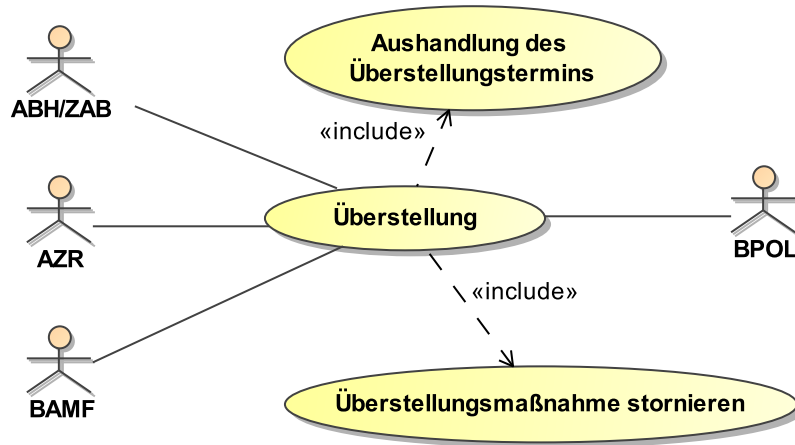 Aushandlung des
Überstellungstermins
ABH/ZAB
«include»
Überstellung
AZR
BPOL
«include»
BAMF
Überstellungsmaßnahme stornieren